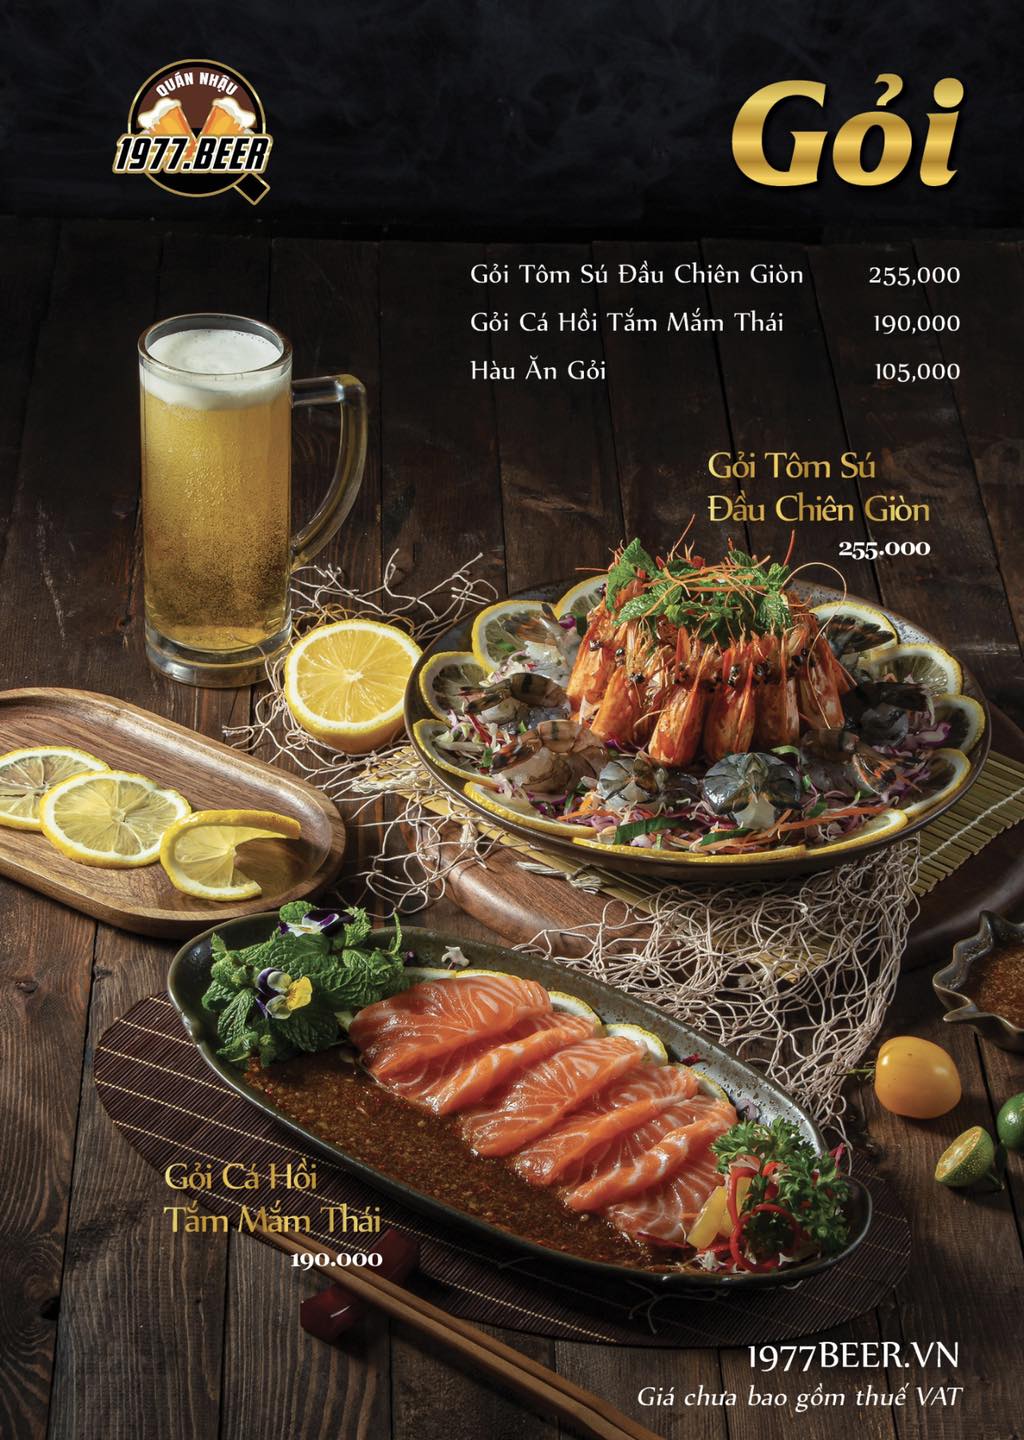 QUÁN NHẬU
1977.BEER
Gỏi
Gỏi Tôm Sú Đầu Chiên Giòn 255,000
Gỏi Cá Hồi Tắm Mắm Thái 190,000
Hàu Ăn Gỏi 105,000
Gỏi Tôm Sú
Đầu Chiên Giòn
255.000
Gỏi Cá Hồi
Tắm Mắm Thái
190.000
1977BEER.VN
Giá chưa bao gồm thuế VAT